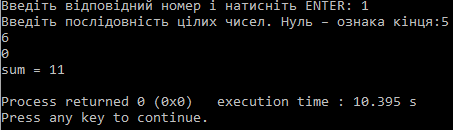 Введіть відповідний номер і натисніть ENTER: 1
Введіть послідовність цілих чисел. Нуль – ознака кінця:5
6
0
sum = 11
Process returned 0 (0x0)   execution time : 10.395 s
Press any key to continue.